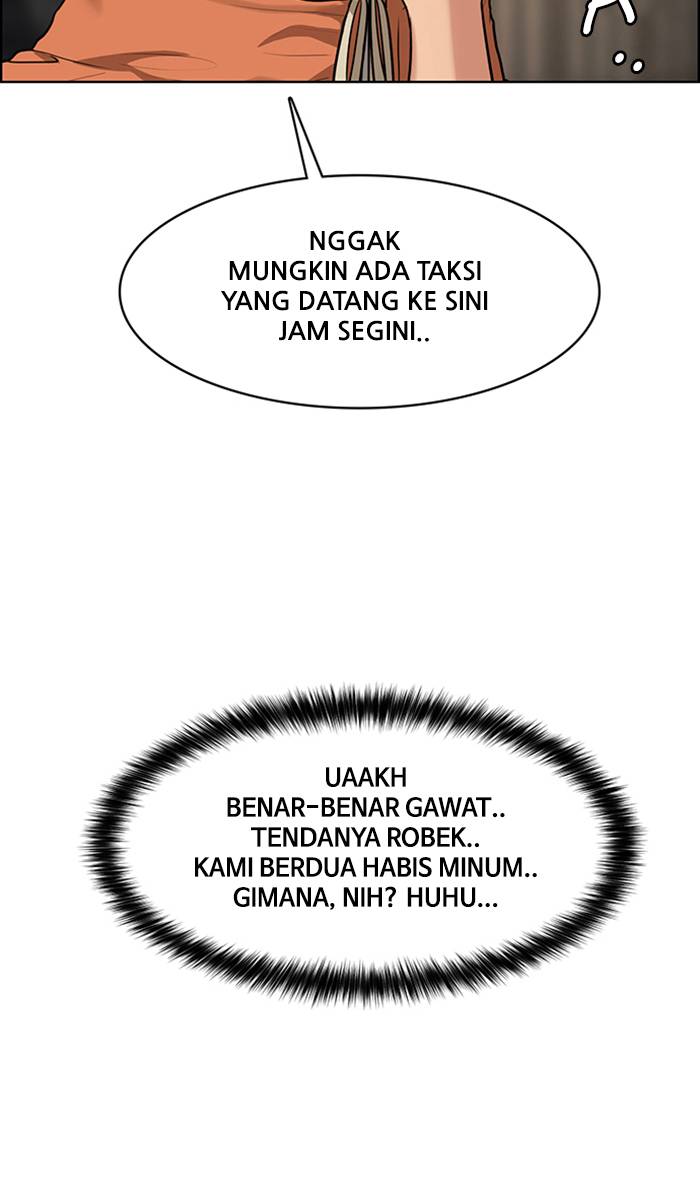 NGGAK
MUNGKIN ADA TAKSI
YANG DATANG KE SINI
JAM SEGINI..
UAAKH
BENAR-BENAR GAWAT..
TENDANYA ROBEK..
KAMI BERDUA HABIS MINUM..
GIMANA, NIH? HUHU...